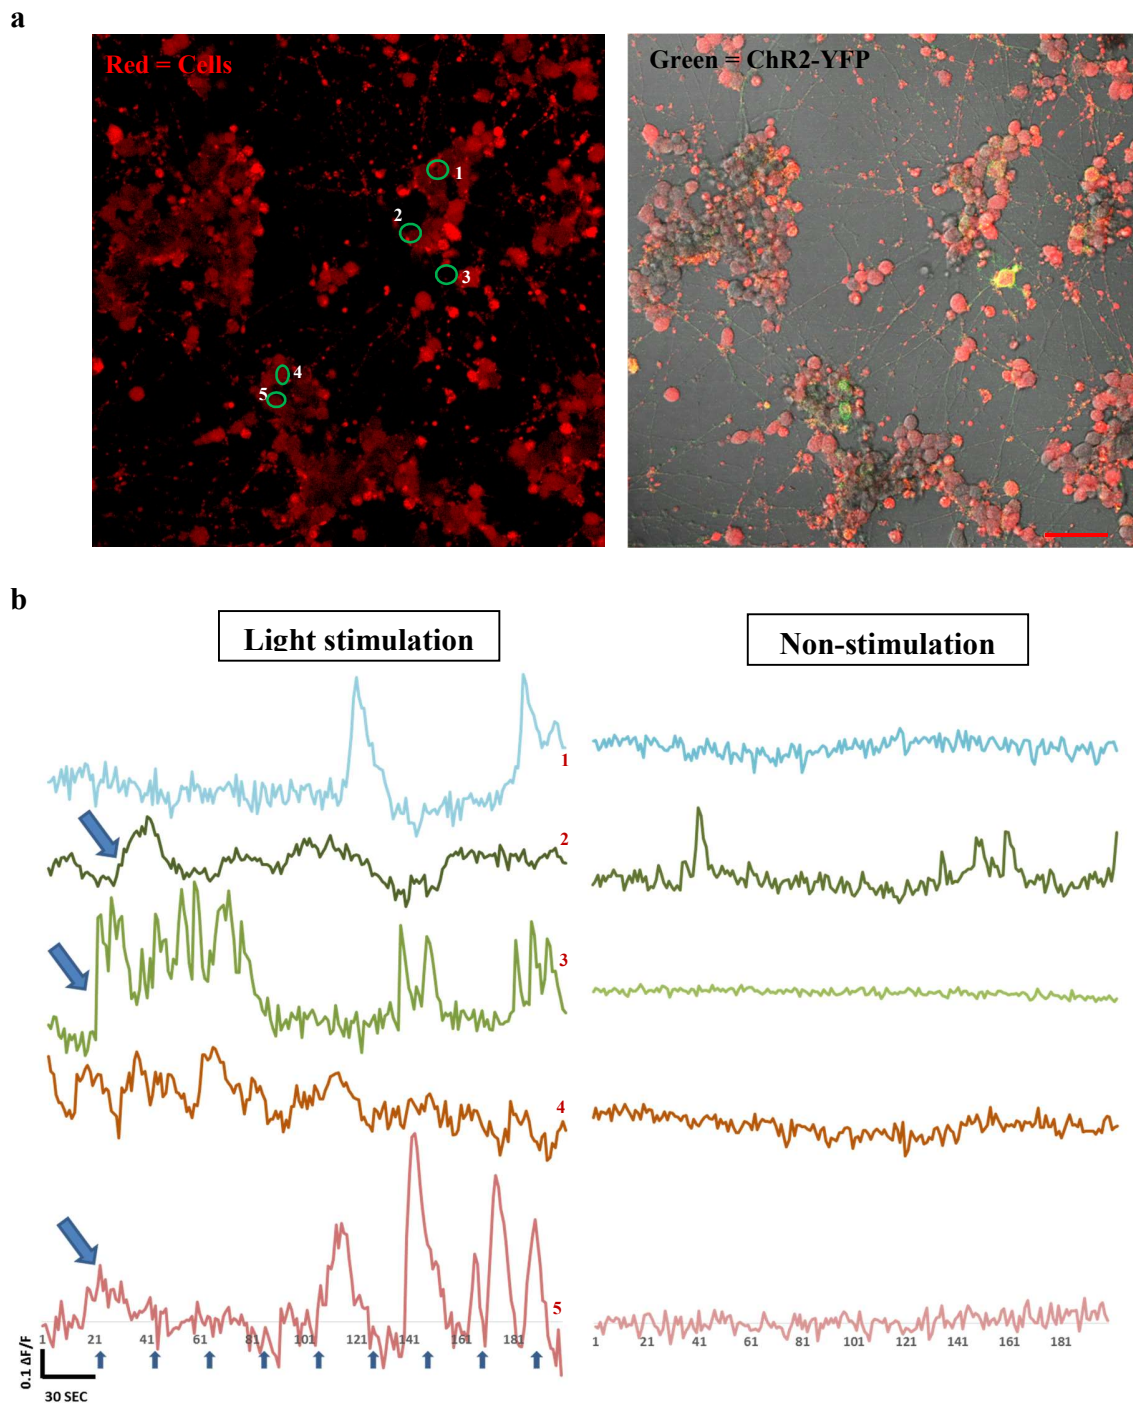 a
Red = Cells
Green = ChR2-YFP
1
2
3
4
5
b
Light stimulation
Non-stimulation
1
2
3
4
5
1 21 41 61 81 101 121 141 161 181
1 21 41 61 81 101 121 141 161 181
0.1 ΔF/F
30 SEC